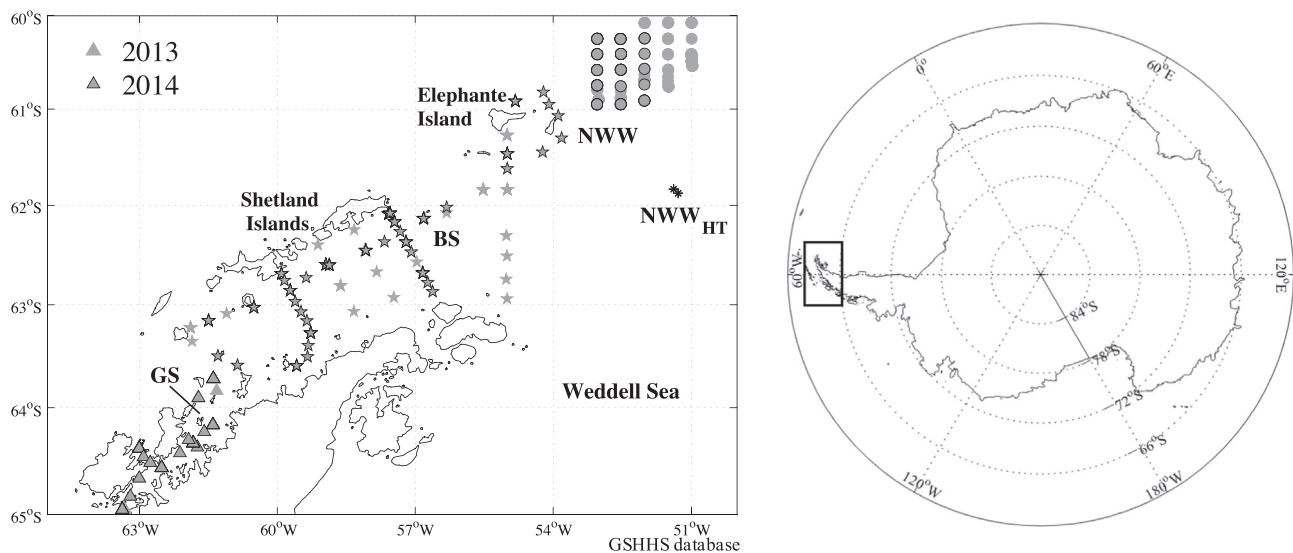 60°S
61°S
62°S
63°S
64°S
65°S
63°W
60°W
57°W
54°W
51°W
2013
2014
Elephante
Island
NWW
NWW HT
Shetland
Islands
BS
GS
Weddell Sea
GSHHS database
0°
60°E
120°E
180°W
120°W
60°W
84°S
78°S
72°S
66°S